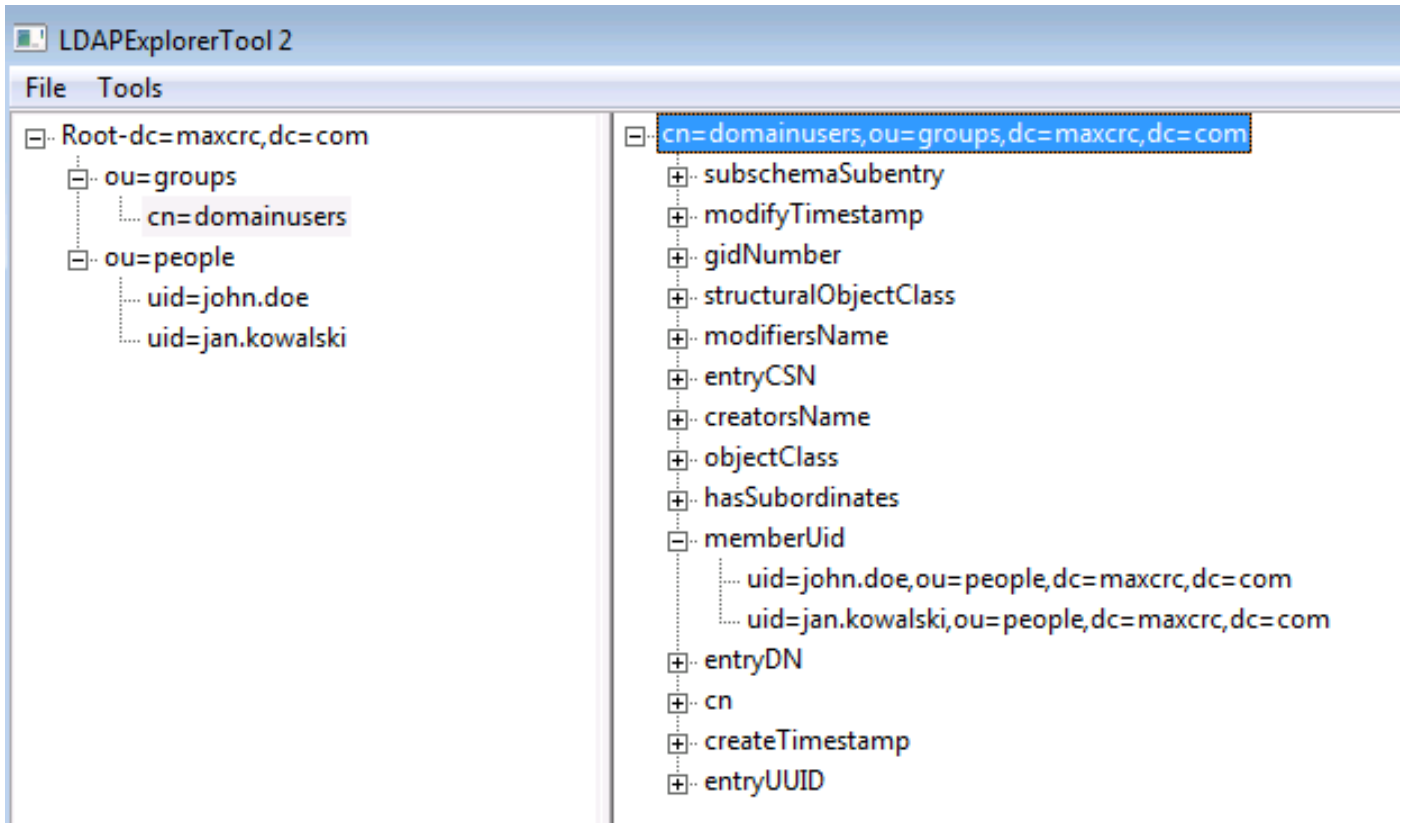 LDAPExplorerTool 2
File Tools
Root-dc=maxcrc,dc=com
ou=groups
cn=domainusers
ou=people
uid=john.doe
uid=jan.kowalski
cn=domainusers,ou=groups,dc=maxcrc,dc=com
subschemaSubentry
modifyTimestamp
gidNumber
structuralObjectClass
modifiersName
entryCSN
creatorsName
objectClass
hasSubordinates
memberUid
uid=john.doe,ou=people,dc=maxcrc,dc=com
uid=jan.kowalski,ou=people,dc=maxcrc,dc=com
entryDN
cn
createTimestamp
entryUUID